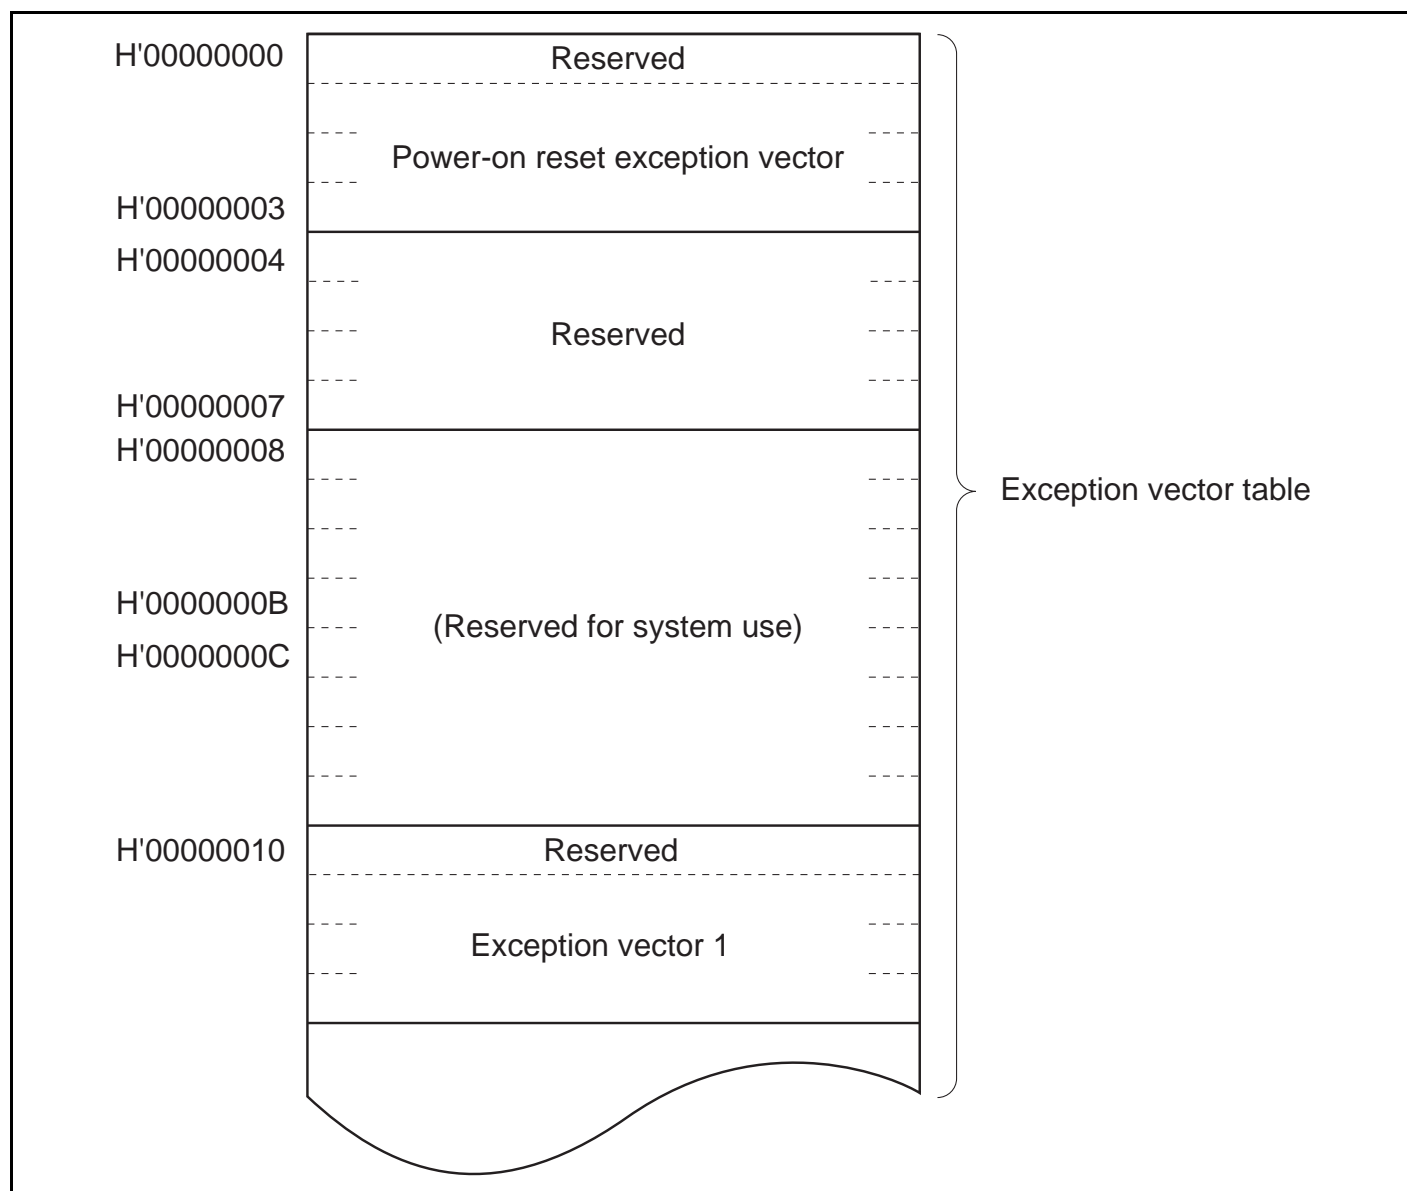 H'00000000
Reserved
Power-on reset exception vector
H'00000003
H'00000004
Reserved
H'00000007
H'00000008
Exception vector table
H'0000000B
(Reserved for system use)
H'0000000C
H'00000010
Reserved
Exception vector 1